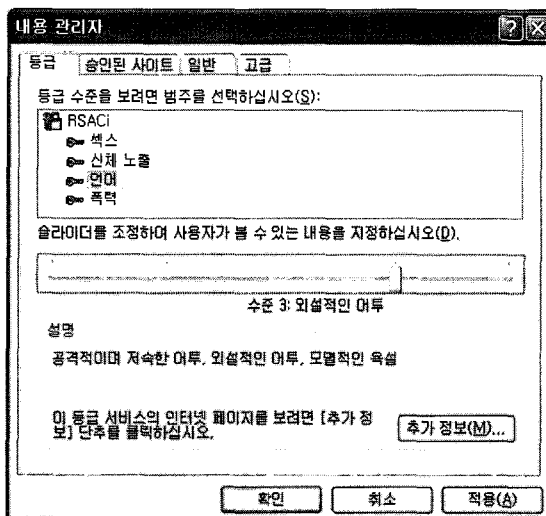 내용 관리자
등급 승인된 사이트 일반 고급
등급 수준을 보려면 범주를 선택하십시오(S):
RSACi
섹스
신체 노출
언어
폭력
슬라이더를 조정하여 사용자가 볼 수 있는 내용을 지정하십시오(D).
수준 3: 외설적인 어투
설명
공격적이며 저속한 어투, 외설적인 어투, 모멸적인 욕설
이 등급 서비스의 인터넷 페이지를 보려면 [추가 정
보] 단추를 클릭하십시오.
추가 정보(M)...
확인 취소 적용(A)